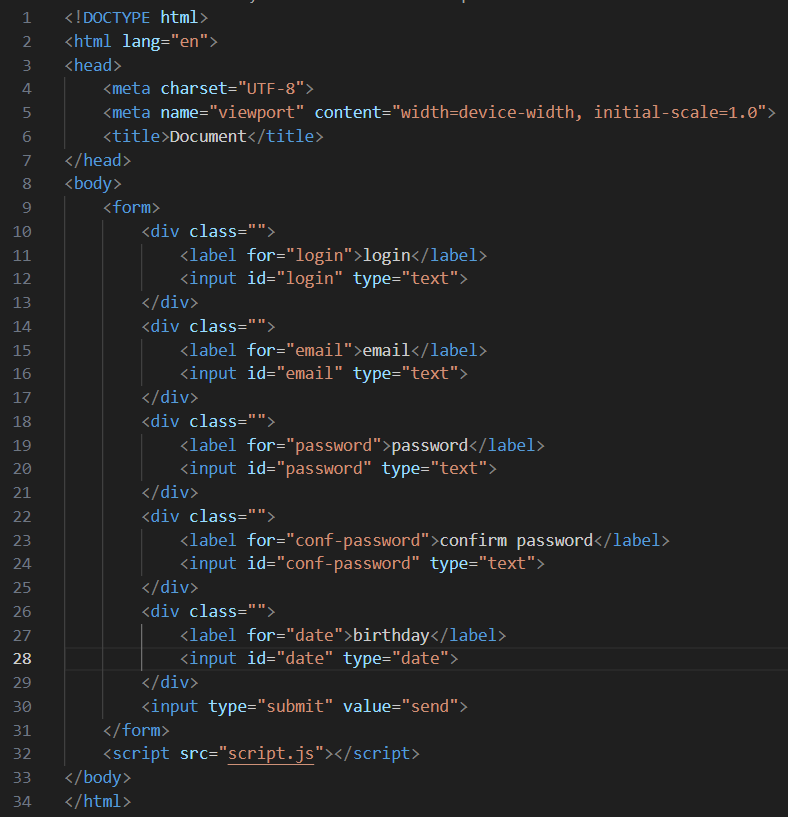 1 <!DOCTYPE html>
2 <html lang="en">
3 <head>
4     <meta charset="UTF-8">
5     <meta name="viewport" content="width=device-width, initial-scale=1.0">
6     <title>Document</title>
7 </head>
8 <body>
9     <form>
10         <div class="">
11             <label for="login">login</label>
12             <input id="login" type="text">
13         </div>
14         <div class="">
15             <label for="email">email</label>
16             <input id="email" type="text">
17         </div>
18         <div class="">
19             <label for="password">password</label>
20             <input id="password" type="text">
21         </div>
22         <div class="">
23             <label for="conf-password">confirm password</label>
24             <input id="conf-password" type="text">
25         </div>
26         <div class="">
27             <label for="date">birthday</label>
28             <input id="date" type="date">
29         </div>
30         <input type="submit" value="send">
31     </form>
32     <script src="script.js"></script>
33 </body>
34 </html>